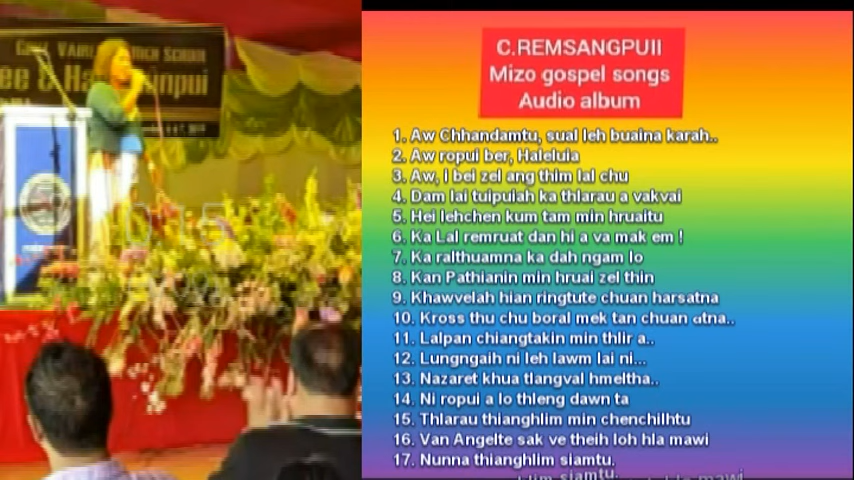 GOVT. VAIRENGTE HIGH SCHOOL
C.REMSANGPUII
Mizo gospel songs
Audio album
1. Aw Chhandamtu, sual leh buaina karah..
2. Aw ropui ber, Haleluia
3. Aw, I bei zel ang thim lal chu
4. Dam lai tuipuiah ka thlarau a vakvai
5. Hei lehchen kum tam min hruaitu
6. Ka Lal remruat dan hi a va mak em !
7. Ka ralthuamna ka dah ngam lo
8. Kan Pathianin min hruai zel thin
9. Khawvelah hian ringtute chuan harsatna
10. Kross thu chu boral mek tan chuan atna..
11. Lalpan chiangtakin min thlir a..
12. Lungngaih ni leh lawm lai ni...
13. Nazaret khua tlangval hmeltha..
14. Ni ropui a lo thleng dawn ta
15. Thlarau thianghlim min chenchilhtu
16. Van Angelte sak ve theih loh hla mawi
17. Nunna thianghlim siamtu.